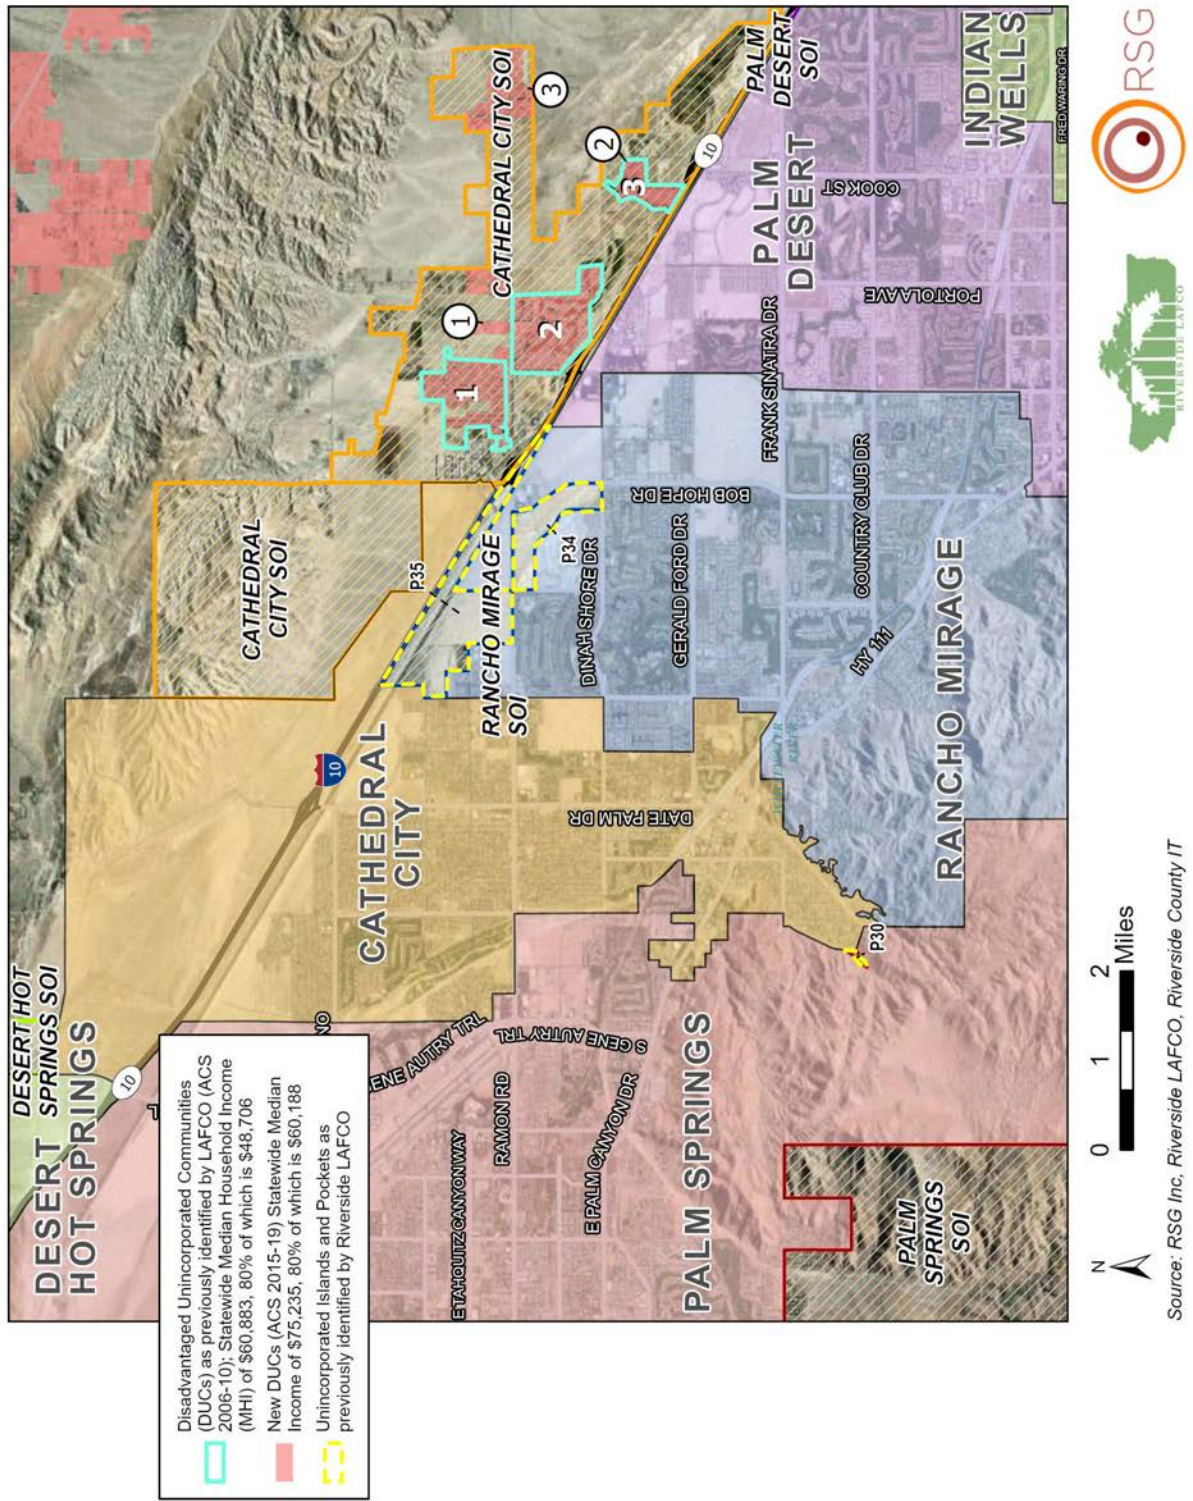 DESERT HOT
SPRINGS SOI
DESERT
HOT SPRINGS
10
Disadvantaged Unincorporated Communities
(DUCs) as previously identified by LAFCO (ACS
2006-10); Statewide Median Household Income
(MHI) of $60,883, 80% of which is $48,706
New DUCs (ACS 2015-19) Statewide Median
Income of $75,235, 80% of which is $60,188
Unincorporated Islands and Pockets as
previously identified by Riverside LAFCO
CATHEDRAL
CITY SOI
CATHEDRAL CITY SOI
10
CATHEDRAL
CITY
P35
RANCHO MIRAGE
SOI
P34
1
1
2
2
3
3
10
PALM
DESERT
SOI
PALM
DESERT
INDIAN
WELLS
FRED WARING DR
COOK ST
PORTOLA AVE
FRANK SINATRA DR
BOB HOPE DR
DINAH SHORE DR
GERALD FORD DR
COUNTRY CLUB DR
HY 111
RANCHO MIRAGE
DATE PALM DR
P30
NO
GENE AUTRY TRL
S GENE AUTRY TRL
E TAHQUITZ CANYON WAY
RAMON RD
E PALM CANYON DR
PALM SPRINGS
PALM
SPRINGS
SOI
N
0 1 2
Miles
Source: RSG Inc, Riverside LAFCO, Riverside County IT
RIVERSIDE LAFCO
RSG